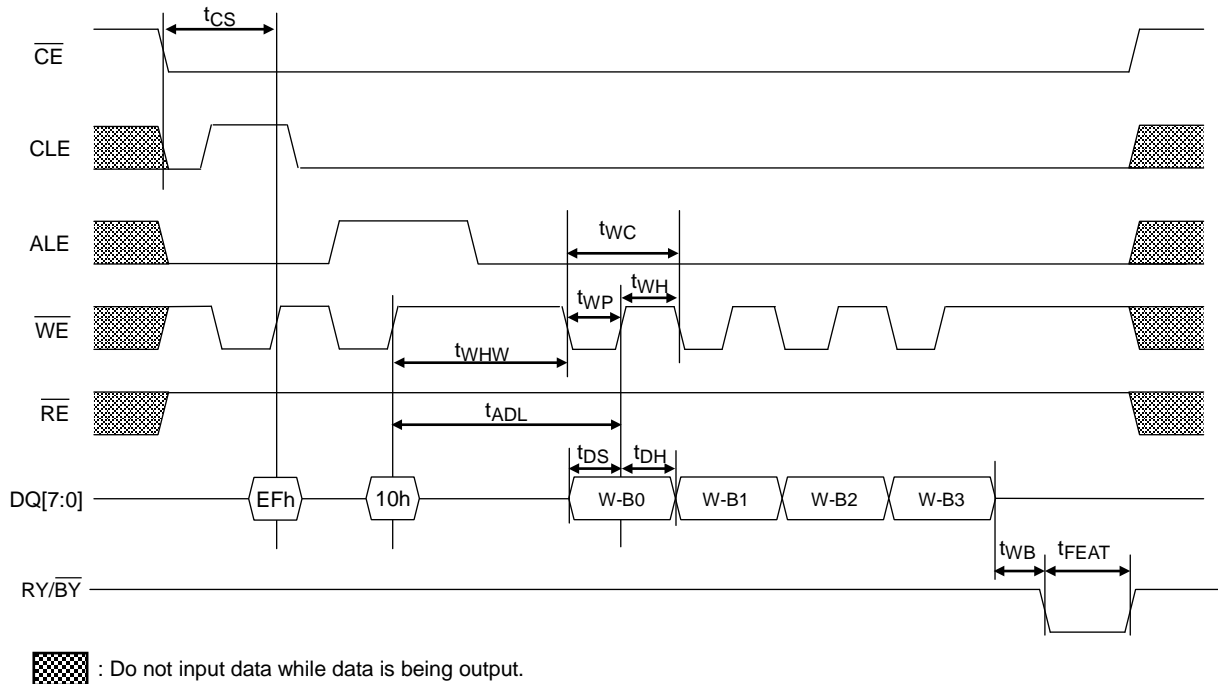 tCS
CE
CLE
ALE
tWC
tWH
tWP
WE
tWHW
RE
tADL
tDS tDH
DQ[7:0] EFh 10h W-B0 W-B1 W-B2 W-B3
tWB tFEAT
RY/BY
: Do not input data while data is being output.